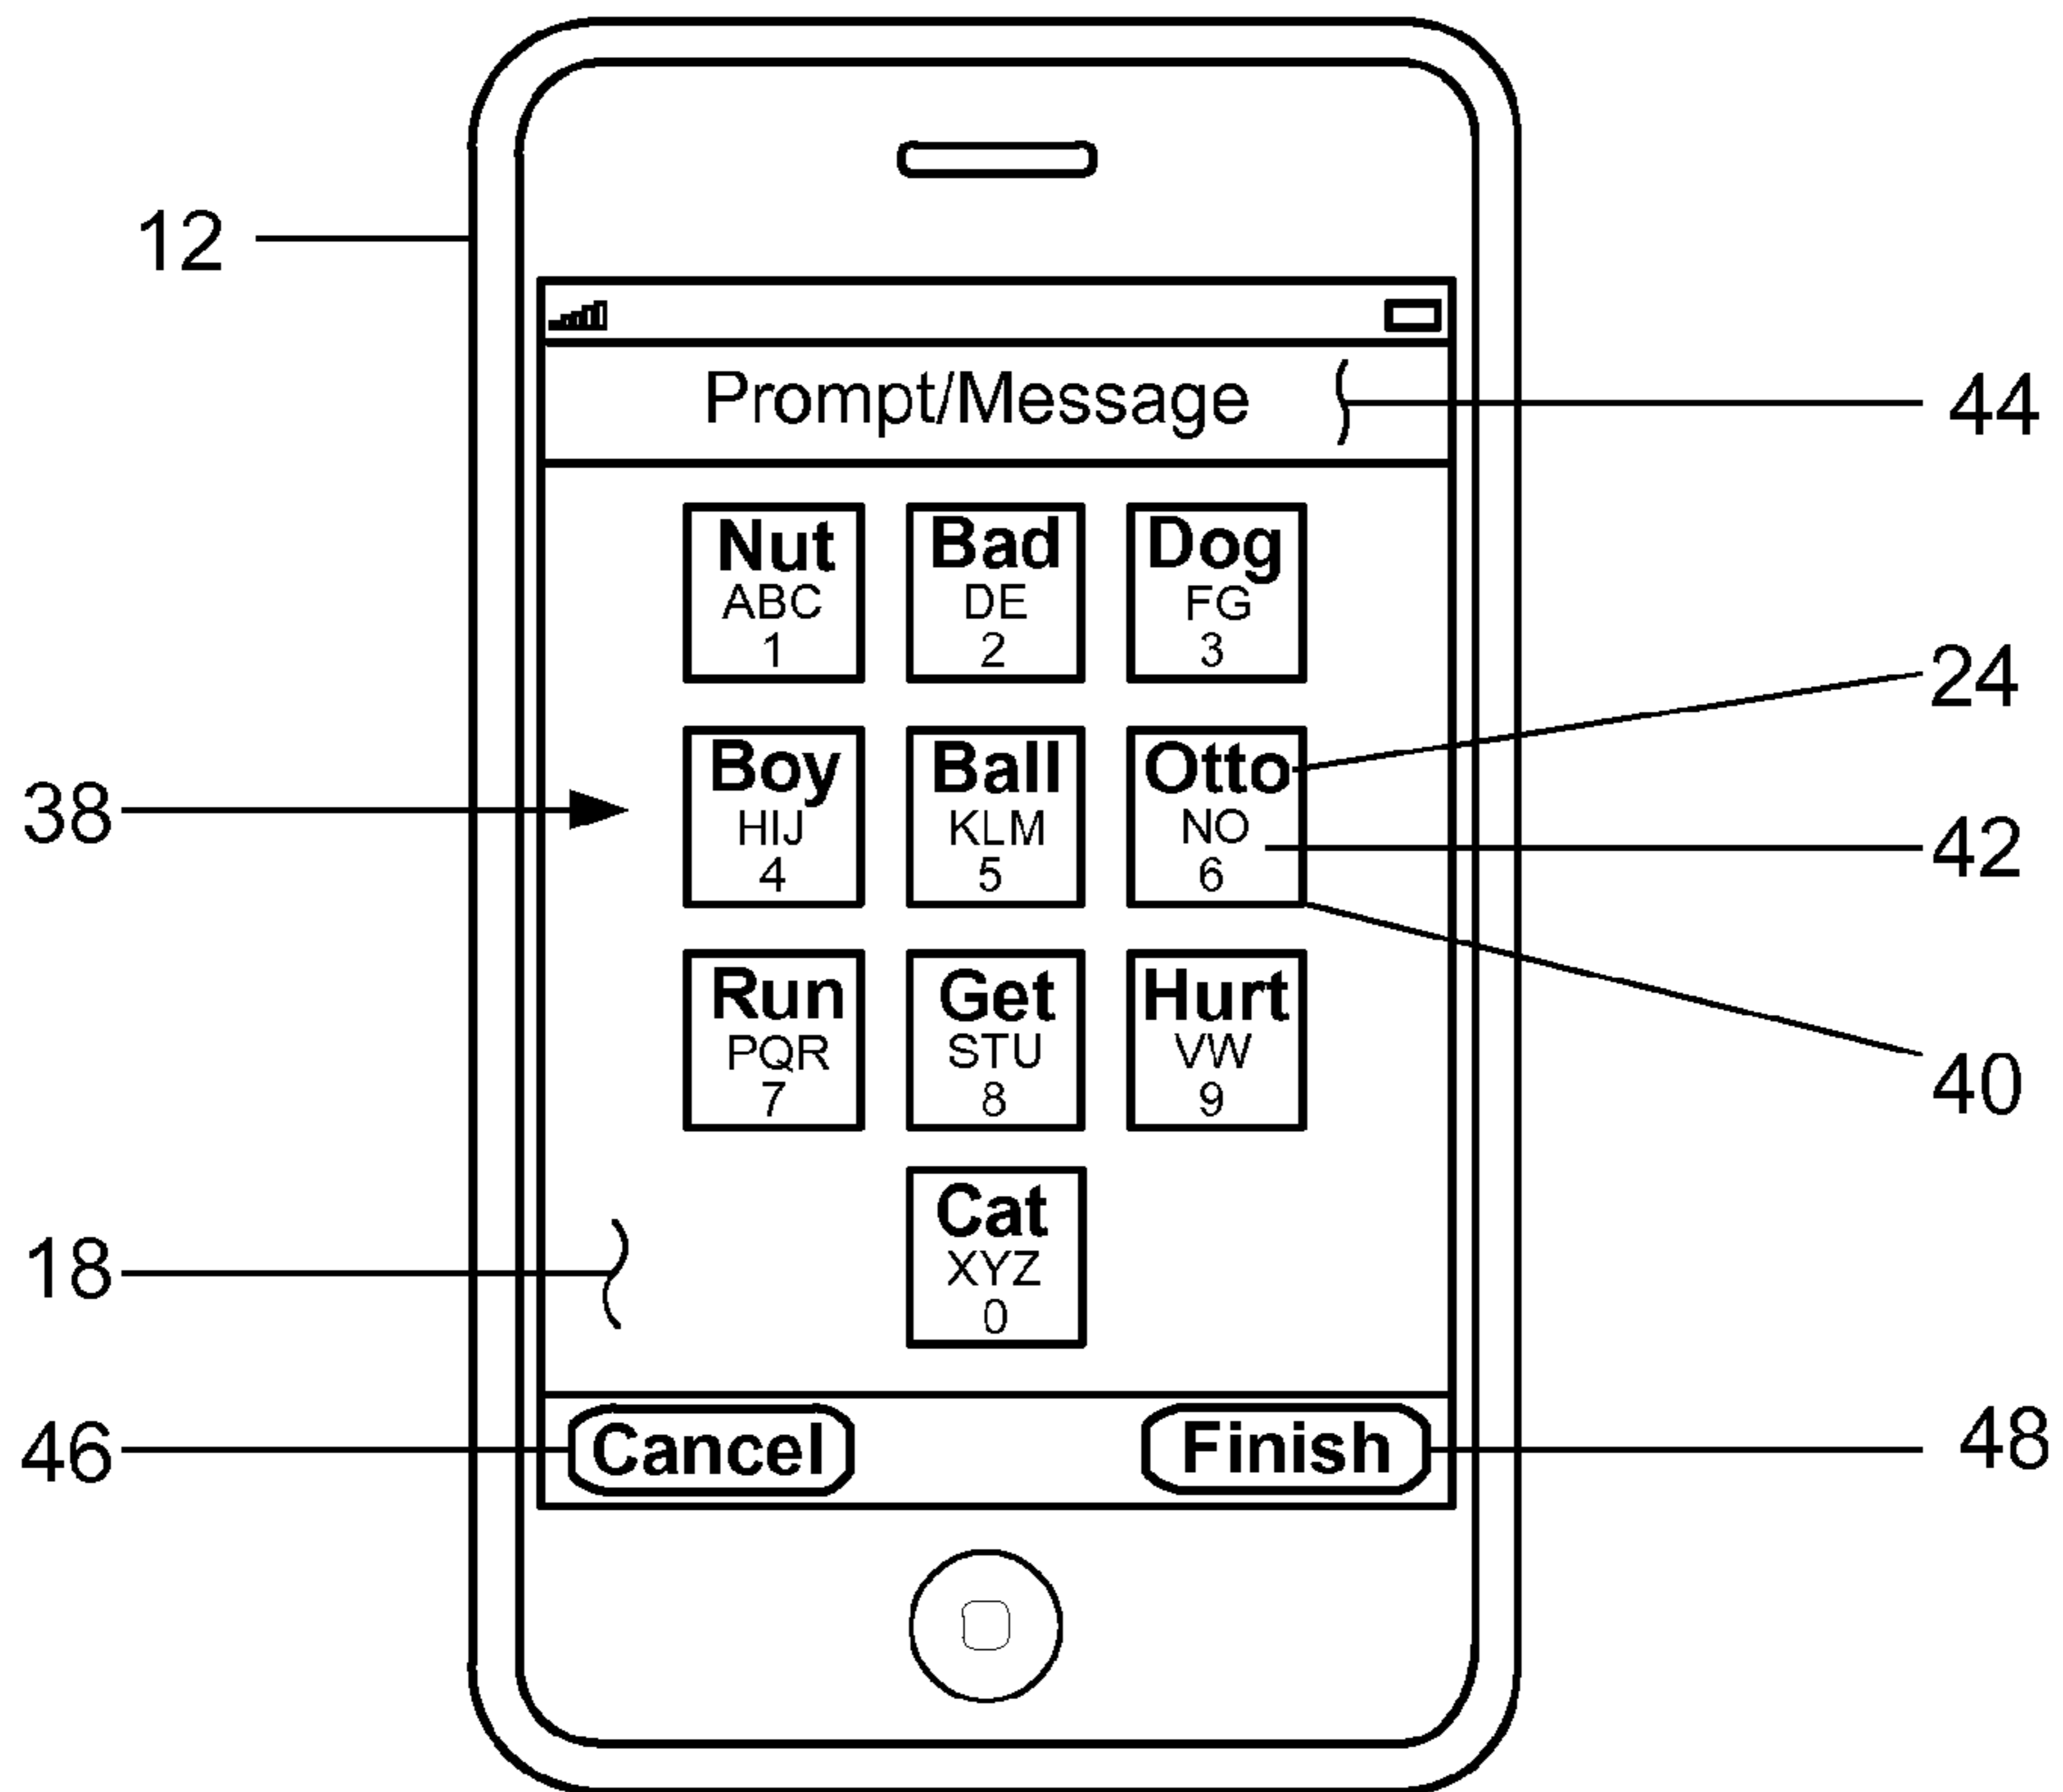 12
Prompt/Message
44
Nut Bad Dog
ABC DE FG
1 2 3
24
Boy Ball Otto
38
HIJ KLM NO
42
4 5 6
Run Get Hurt
PQR STU VW
40
7 8 9
Cat
XYZ
18
0
46
Cancel Finish
48